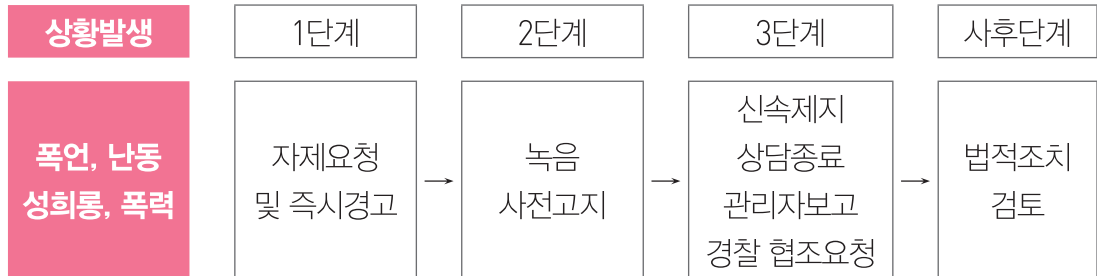 상황발생
1단계
2단계
3단계
사후단계
폭언, 난동
성희롱, 폭력
자제요청
및 즉시경고
→
녹음
사전고지
→
신속제지
상담종료
관리자보고
경찰 협조요청
→
법적조치
검토